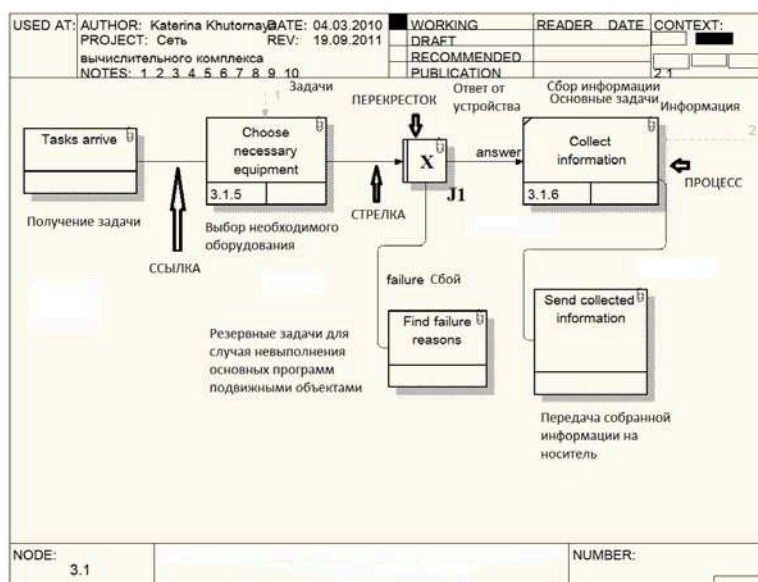 USED AT: AUTHOR: Katerina Khutornaya DATE: 04.03.2010 WORKING READER DATE CONTEXT:
PROJECT: Сеть REV: 19.09.2011 DRAFT
вычислительного комплекса RECOMMENDED
NOTES: 1 2 3 4 5 6 7 8 9 10 PUBLICATION 2.1
Задачи
1
ПЕРЕКРЕСТОК
Ответ от
устройства
Сбор информации
Основные задачи
Информация
2
Tasks arrive
Choose
necessary
equipment
3.1.5
X
J1
answer
Collect
information
3.1.6
ПРОЦЕСС
Получение задачи
ССЫЛКА
Выбор необходимого
оборудования
СТРЕЛКА
failure Сбой
Find failure
reasons
Send collected
information
Резервные задачи для
случая невыполнения
основных программ
подвижными объектами
Передача собранной
информации на
носитель
NODE:
3.1
NUMBER: